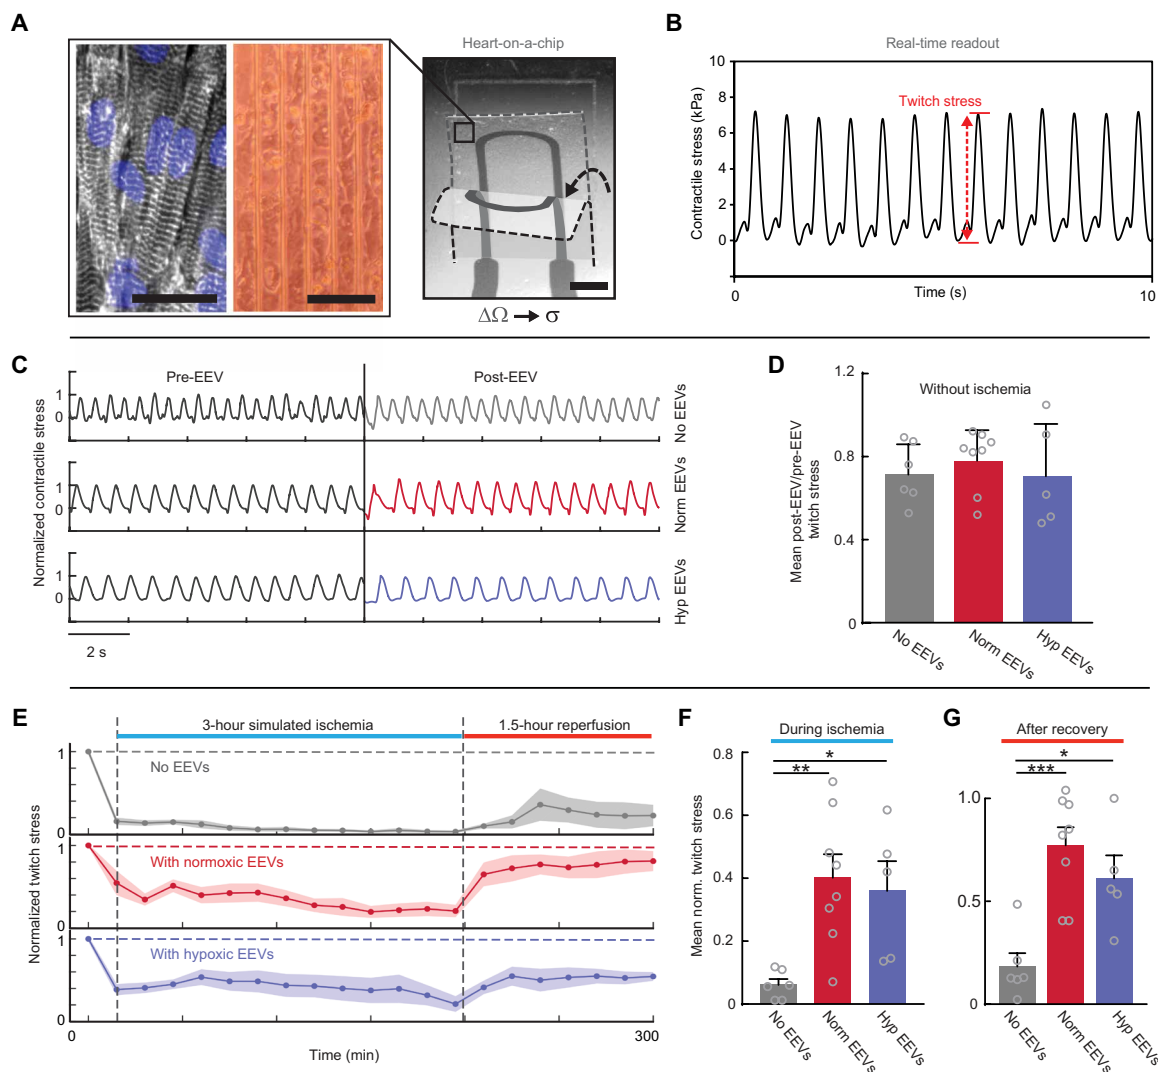 A
Heart-on-a-chip
ΔΩ → σ
B
Real-time readout
Contractile stress (kPa)
10
8
6
4
2
0
Twitch stress
0
Time (s)
10
C
Pre-EEV
Post-EEV
Normalized contractile stress
1
0
No EEVs
1
0
Norm EEVs
1
0
Hyp EEVs
2 s
D
Without ischemia
Mean post-EEV/pre-EEV
twitch stress
1.2
0.8
0.4
0
No EEVs
Norm EEVs
Hyp EEVs
E
3-hour simulated ischemia
1.5-hour reperfusion
Normalized twitch stress
1
No EEVs
0
1
With normoxic EEVs
0
1
With hypoxic EEVs
0
0
300
Time (min)
F
During ischemia
Mean norm. twitch stress
0.8
0.6
0.4
0.2
0
*
**
No EEVs
Norm EEVs
Hyp EEVs
G
After recovery
1.0
0.5
0
*
***
No EEVs
Norm EEVs
Hyp EEVs